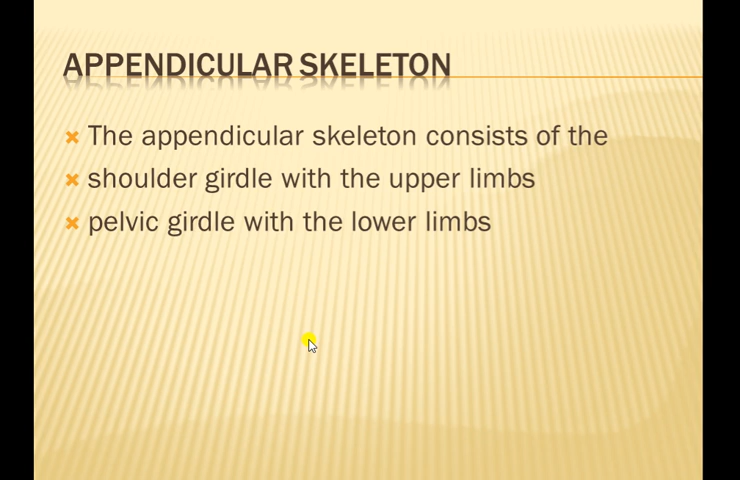 APPENDICULAR SKELETON
The appendicular skeleton consists of the
shoulder girdle with the upper limbs
pelvic girdle with the lower limbs